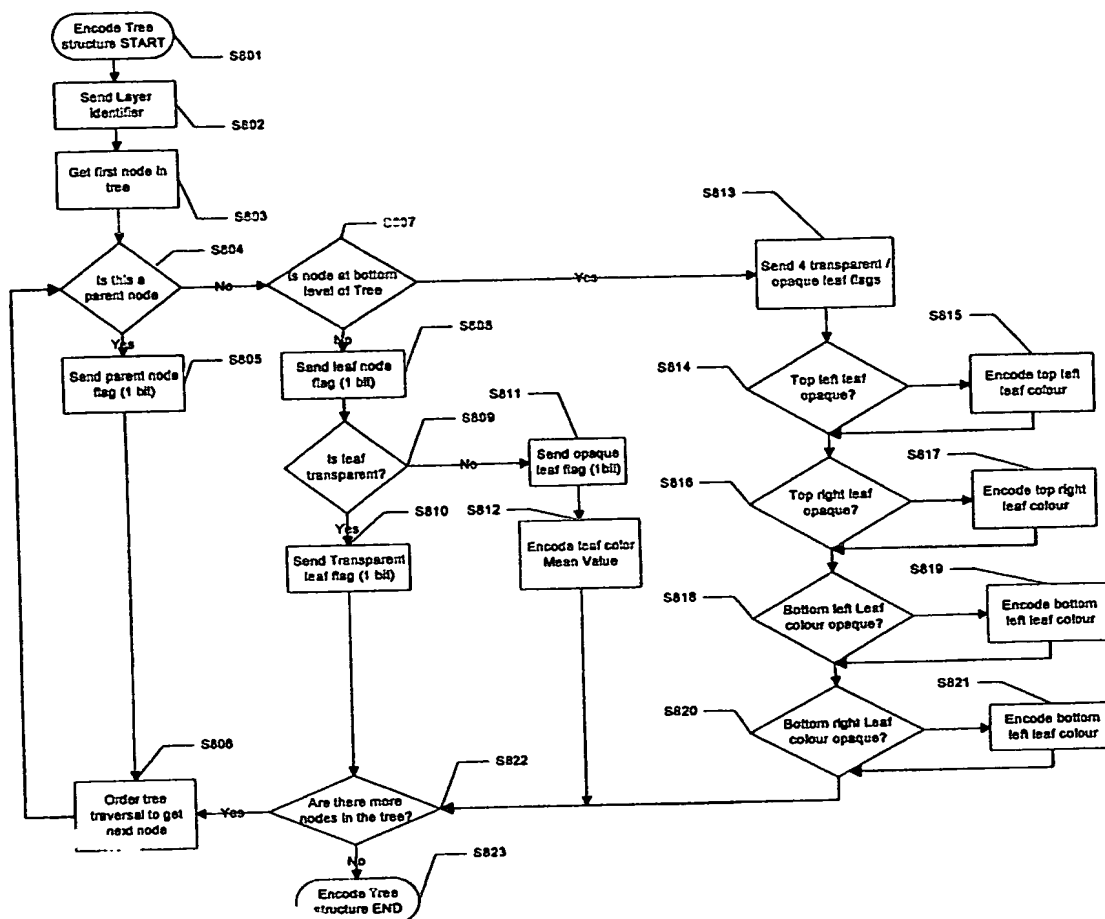 Encode Tree
structure START
S801
Send Layer
Identifier
S802
Get first node in
tree
S803
S804
Is this a
parent node
No
Yes
S805
Send parent node
flag (1 bit)
S806
Order tree
traversal to get
next node
S807
Is node at bottom
level of Tree
Yes
No
S808
Send leaf node
flag (1 bit)
S809
Is leaf
transparent?
No
Yes
S810
Send Transparent
leaf flag (1 bit)
S811
Send opaque
leaf flag (1bit)
S812
Encode leaf color
Mean Value
S813
Send 4 transparent /
opaque leaf flags
S814
Top left leaf
opaque?
S815
Encode top left
leaf colour
S816
Top right leaf
opaque?
S817
Encode top right
leaf colour
S818
Bottom left Leaf
colour opaque?
S819
Encode bottom
left leaf colour
S820
Bottom right Leaf
colour opaque?
S821
Encode bottom
left leaf colour
S822
Are there more
nodes in the tree?
Yes
No
S823
Encode Tree
structure END